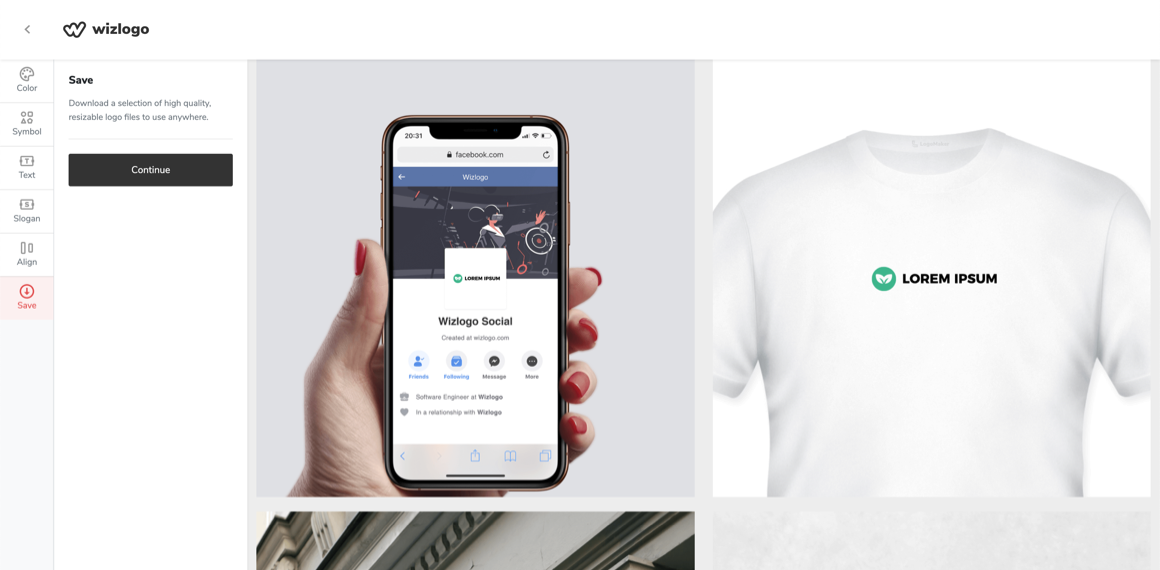 wizlogo
Color
Symbol
Text
Slogan
Align
Save
Save
Download a selection of high quality,
resizable logo files to use anywhere.
Continue
20:31
facebook.com
Wizlogo
LOREM IPSUM
Wizlogo Social
Created at wizlogo.com
Friends
Following
Message
More
Software Engineer at Wizlogo
In a relationship with Wizlogo
LOREM IPSUM